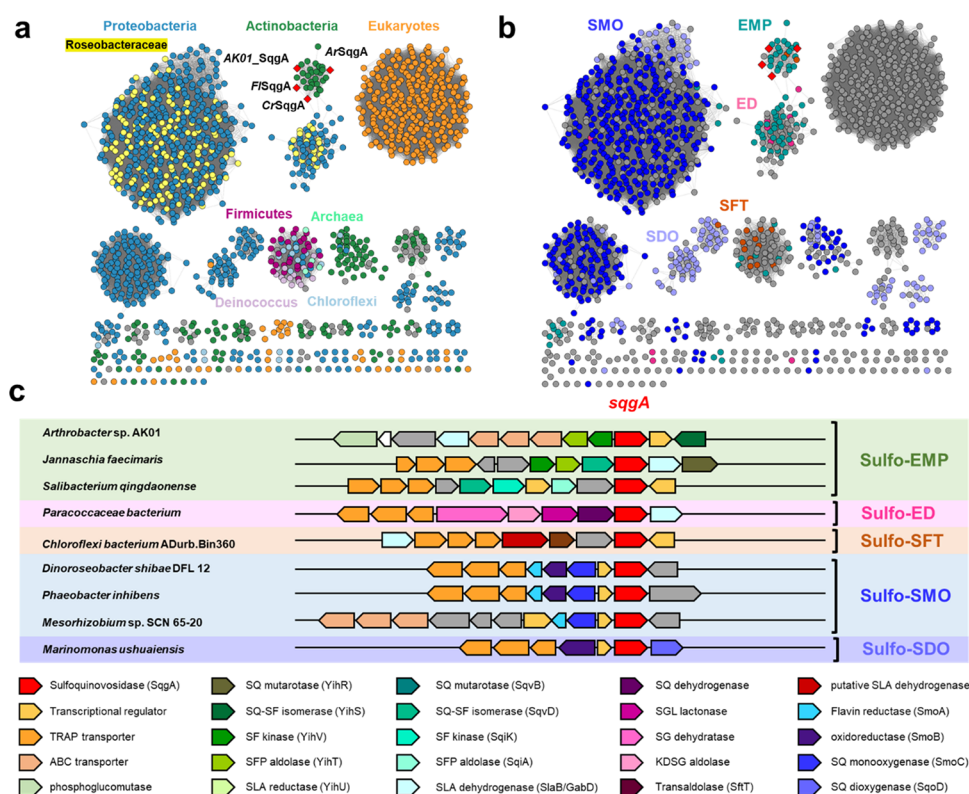 a
Proteobacteria
Actinobacteria
Eukaryotes
Roseobacteraceae
AK01_SqgA
ArSqgA
FlSqgA
CrSqgA
Firmicutes
Archaea
Deinococcus
Chloroflexi
b
SMO
EMP
ED
SFT
SDO
c
sqgA
Arthrobacter sp. AK01
Jannaschia faecimaris
Salibacterium qingdaonense
Sulfo-EMP
Paracoccaceae bacterium
Sulfo-ED
Chloroflexi bacterium ADurb.Bin360
Sulfo-SFT
Dinoroseobacter shibae DFL 12
Phaeobacter inhibens
Mesorhizobium sp. SCN 65-20
Sulfo-SMO
Marinomonas ushuaiensis
Sulfo-SDO
Sulfoquinovosidase (SqgA)
SQ mutarotase (YihR)
SQ mutarotase (SqvB)
SQ dehydrogenase
putative SLA dehydrogenase
Transcriptional regulator
SQ-SF isomerase (YihS)
SQ-SF isomerase (SqvD)
SGL lactonase
Flavin reductase (SmoA)
TRAP transporter
SF kinase (YihV)
SF kinase (SqiK)
SG dehydratase
oxidoreductase (SmoB)
ABC transporter
SFP aldolase (YihT)
SFP aldolase (SqiA)
KDSG aldolase
SQ monooxygenase (SmoC)
phosphoglucomutase
SLA reductase (YihU)
SLA dehydrogenase (SlaB/GabD)
Transaldolase (SftT)
SQ dioxygenase (SqoD)